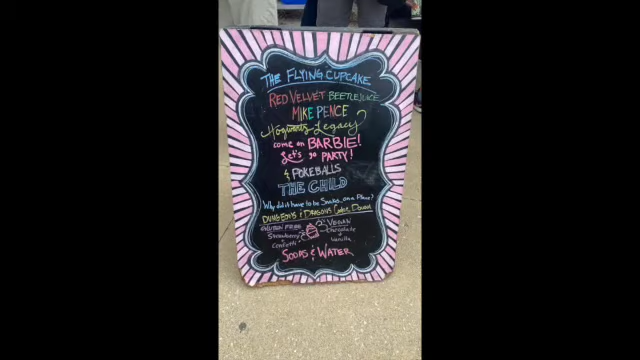 THE FLYING CUPCAKE
RED VELVET BEETLEJUICE
MIKE PENCE
Hogwarts Legacy
come on BARBIE!
Let's go PARTY!
& POKEBALLS
THE CHILD
Why did it have to be Snakes on a Plane?
DUNGEONS & DRAGONS Cookie Dough
GLUTEN FREE
Strawberry
Confetti
VEGAN
Chocolate
Vanilla
SODAS & WATER